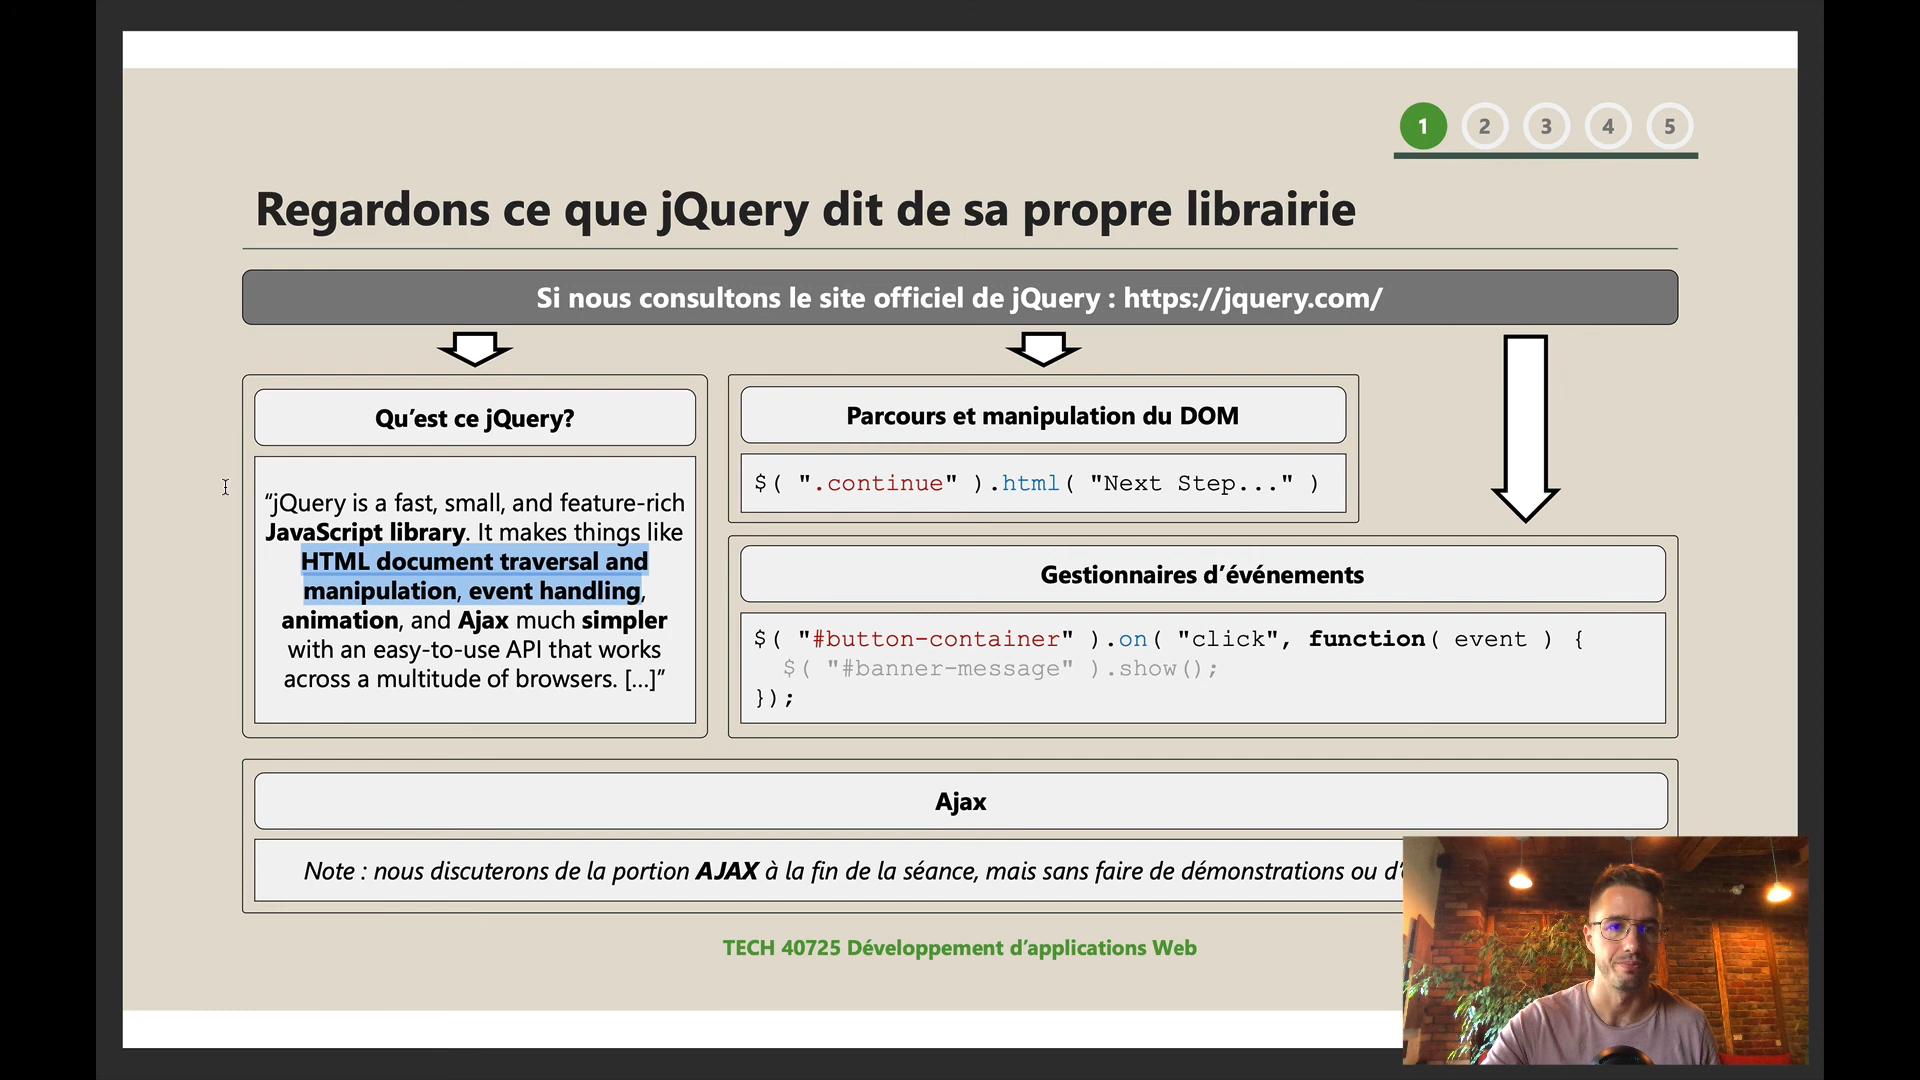 1 2 3 4 5
Regardons ce que jQuery dit de sa propre librairie
Si nous consultons le site officiel de jQuery : https://jquery.com/
Qu’est ce jQuery?
“jQuery is a fast, small, and feature-rich
JavaScript library. It makes things like
HTML document traversal and
manipulation, event handling,
animation, and Ajax much simpler
with an easy-to-use API that works
across a multitude of browsers. […]”
Parcours et manipulation du DOM
$( ".continue" ).html( "Next Step..." )
Gestionnaires d’événements
$( "#button-container" ).on( "click", function( event ) {
  $( "#banner-message" ).show();
});
Ajax
Note : nous discuterons de la portion AJAX à la fin de la séance, mais sans faire de démonstrations ou d’
TECH 40725 Développement d’applications Web